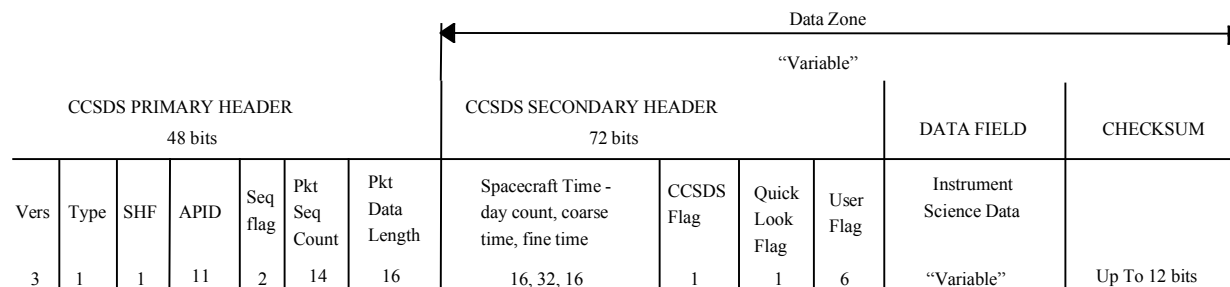 Data Zone
“Variable”
CCSDS PRIMARY HEADER
48 bits
CCSDS SECONDARY HEADER
72 bits
DATA FIELD
CHECKSUM
Vers
Type
SHF
APID
Seq
flag
Pkt
Seq
Count
Pkt
Data
Length
Spacecraft Time -
day count, coarse
time, fine time
CCSDS
Flag
Quick
Look
Flag
User
Flag
Instrument
Science Data
3
1
1
11
2
14
16
16, 32, 16
1
1
6
“Variable”
Up To 12 bits